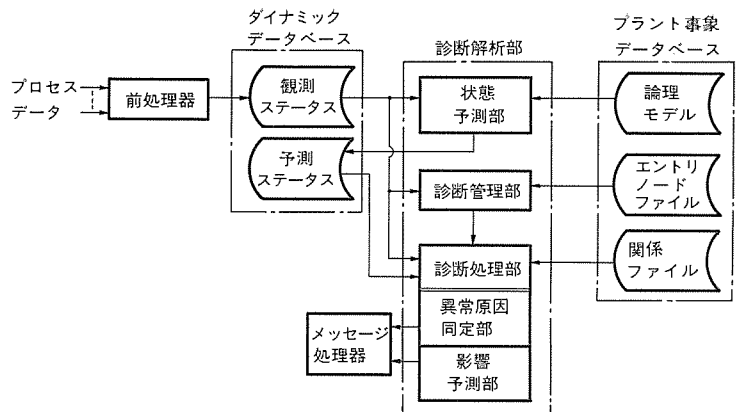 ダイナミック
データベース
診断解析部
プラント事象
データベース
プロセス
データ
前処理器
観測
ステータス
状態
予測部
論理
モデル
予測
ステータス
診断管理部
エントリ
ノード
ファイル
診断処理部
関係
ファイル
異常原因
同定部
メッセージ
処理器
影響
予測部